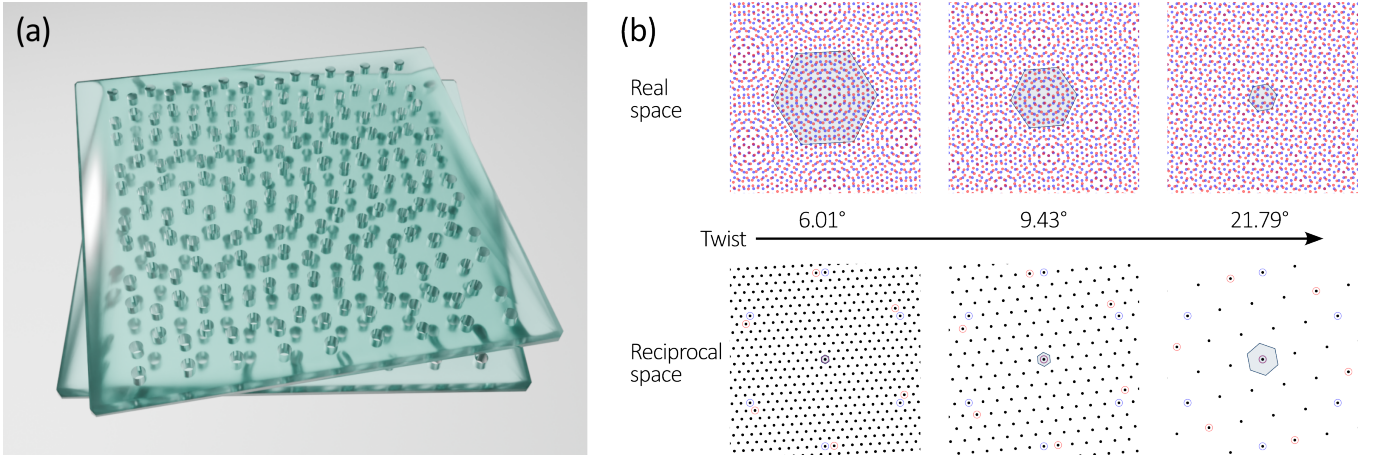 (a)
(b)
Real
space
6.01°
9.43°
21.79°
Twist
Reciprocal
space